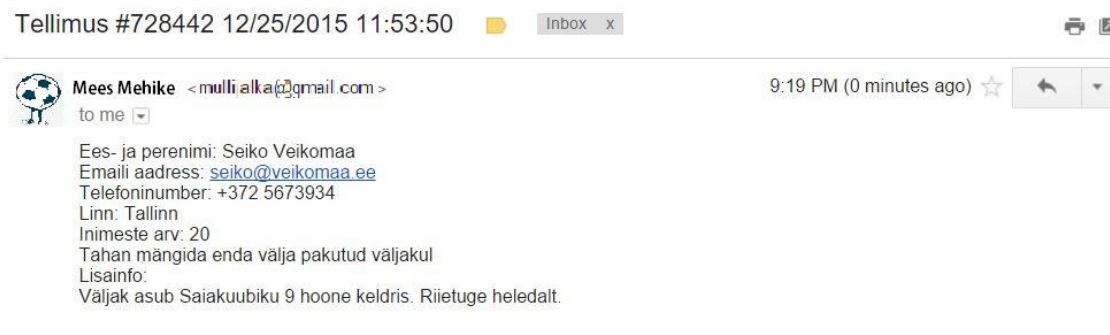 Tellimus #728442 12/25/2015 11:53:50 Inbox x
Mees Mehike <mullialka@gmail.com> 9:19 PM (0 minutes ago)
to me
Ees- ja perenimi: Seiko Veikomaa
Emaili aadress: seiko@veikomaa.ee
Telefoninumber: +372 5673934
Linn: Tallinn
Inimeste arv: 20
Tahan mängida enda välja pakutud väljakul
Lisainfo:
Väljak asub Saiakuubiku 9 hoone keldris. Riietuge heledalt.